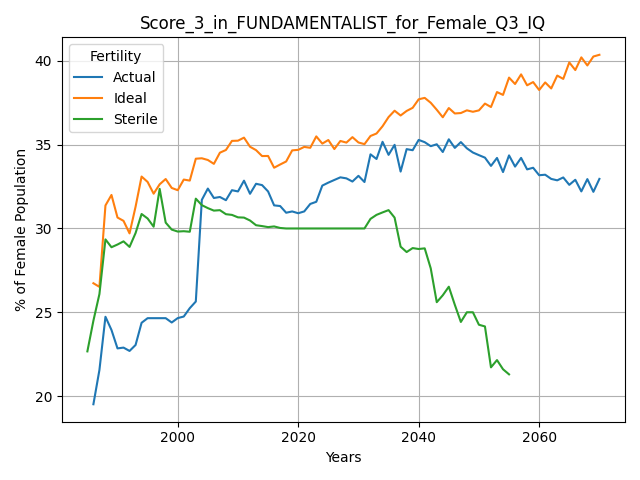 Score_3_in_FUNDAMENTALIST_for_Female_Q3_IQ
Fertility
Actual
Ideal
Sterile
% of Female Population
40
35
30
25
20
2000
2020
2040
2060
Years